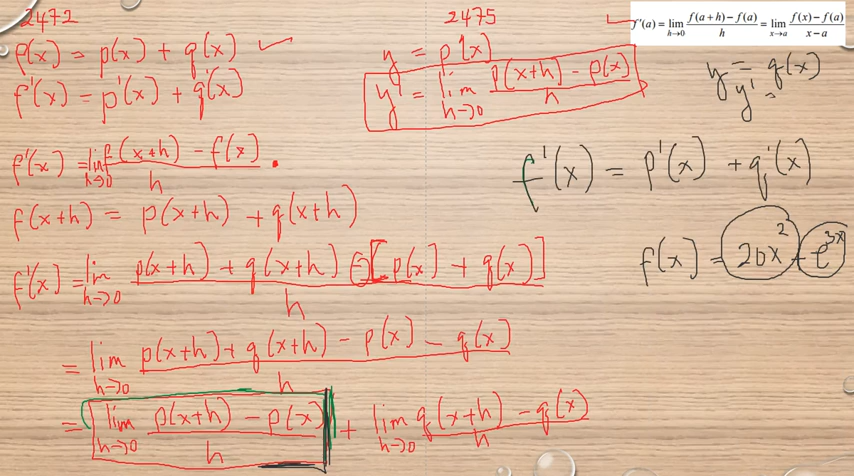 2472
f(x) = p(x) + q(x) ✓
f'(x) = p'(x) + q'(x)
f'(x) = lim h→0 f(x+h) - f(x) / h .
f(x+h) = p(x+h) + q(x+h)
f'(x) = lim h→0 p(x+h) + q(x+h) - [p(x) + q(x)] / h
= lim h→0 p(x+h) + q(x+h) - p(x) - q(x) / h
= lim h→0 p(x+h) - p(x) / h + lim h→0 q(x+h) - q(x) / h
2475
y = p(x)
y' = lim h→0 p(x+h) - p(x) / h
f'(a) = lim h→0 f(a+h) - f(a) / h = lim x→a f(x) - f(a) / x - a
y = q(x)
y' =
f'(x) = p'(x) + q'(x)
f(x) = 20x² + e^3x